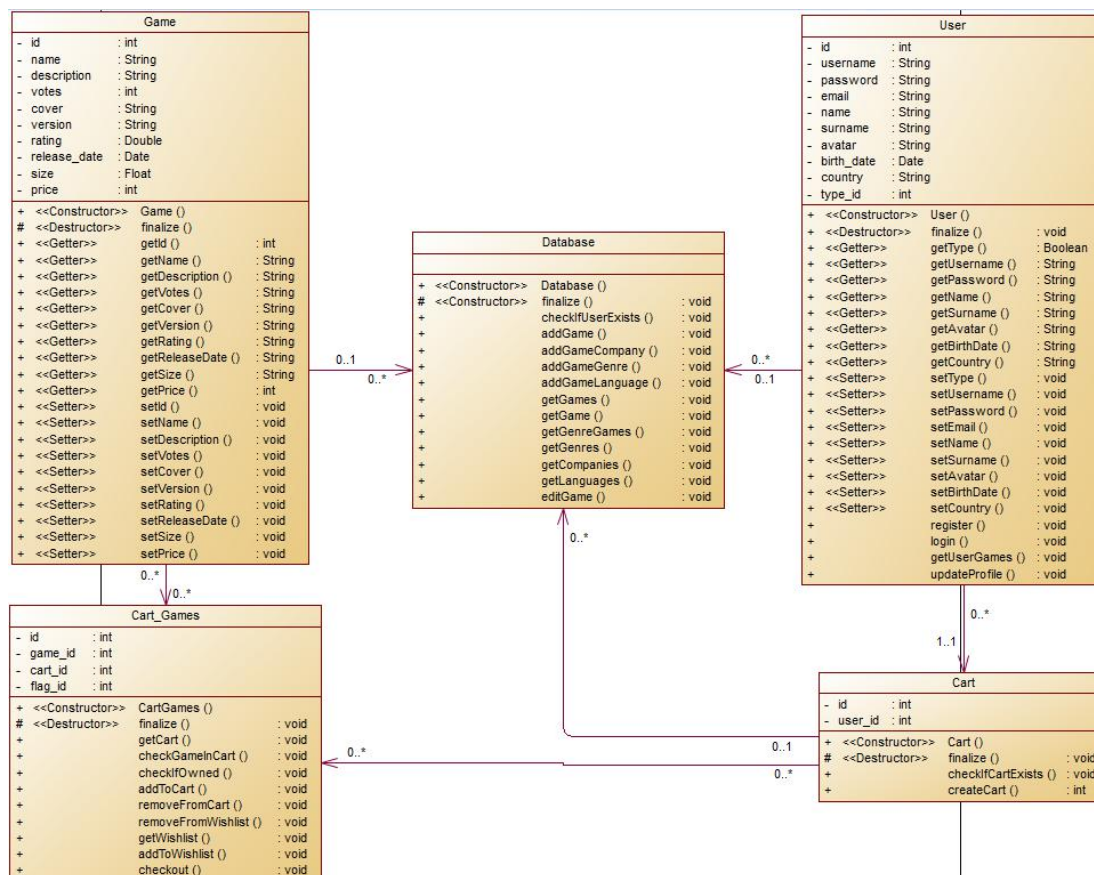 Game
- id : int
- name : String
- description : String
- votes : int
- cover : String
- version : String
- rating : Double
- release_date : Date
- size : Float
- price : int
+ <<Constructor>> Game ()
# <<Destructor>> finalize ()
+ <<Getter>> getId () : int
+ <<Getter>> getName () : String
+ <<Getter>> getDescription () : String
+ <<Getter>> getVotes () : String
+ <<Getter>> getCover () : String
+ <<Getter>> getVersion () : String
+ <<Getter>> getRating () : String
+ <<Getter>> getReleaseDate () : String
+ <<Getter>> getSize () : String
+ <<Getter>> getPrice () : int
+ <<Setter>> setId () : void
+ <<Setter>> setName () : void
+ <<Setter>> setDescription () : void
+ <<Setter>> setVotes () : void
+ <<Setter>> setCover () : void
+ <<Setter>> setVersion () : void
+ <<Setter>> setRating () : void
+ <<Setter>> setReleaseDate () : void
+ <<Setter>> setSize () : void
+ <<Setter>> setPrice () : void
0..1
0..*
Database
+ <<Constructor>> Database ()
# <<Constructor>> finalize () : void
+ checkIfUserExists () : void
+ addGame () : void
+ addGameCompany () : void
+ addGameGenre () : void
+ addGameLanguage () : void
+ getGames () : void
+ getGame () : void
+ getGenreGames () : void
+ getGenres () : void
+ getCompanies () : void
+ getLanguages () : void
+ editGame () : void
0..*
0..1
User
- id : int
- username : String
- password : String
- email : String
- name : String
- surname : String
- avatar : String
- birth_date : Date
- country : String
- type_id : int
+ <<Constructor>> User ()
+ <<Destructor>> finalize () : void
+ <<Getter>> getType () : Boolean
+ <<Getter>> getUsername () : String
+ <<Getter>> getPassword () : String
+ <<Getter>> getName () : String
+ <<Getter>> getSurname () : String
+ <<Getter>> getAvatar () : String
+ <<Getter>> getBirthDate () : String
+ <<Getter>> getCountry () : String
+ <<Setter>> setType () : void
+ <<Setter>> setUsername () : void
+ <<Setter>> setPassword () : void
+ <<Setter>> setEmail () : void
+ <<Setter>> setName () : void
+ <<Setter>> setSurname () : void
+ <<Setter>> setAvatar () : void
+ <<Setter>> setBirthDate () : void
+ <<Setter>> setCountry () : void
+ register () : void
+ login () : void
+ getUserGames () : void
+ updateProfile () : void
0..*
0..*
0..*
0..*
1..1
Cart_Games
- id : int
- game_id : int
- cart_id : int
- flag_id : int
+ <<Constructor>> CartGames ()
# <<Destructor>> finalize () : void
+ getCart () : void
+ checkGameInCart () : void
+ checkIfOwned () : void
+ addToCart () : void
+ removeFromCart () : void
+ removeFromWishlist () : void
+ getWishlist () : void
+ addToWishlist () : void
+ checkout () : void
0..*
0..1
0..*
Cart
- id : int
- user_id : int
+ <<Constructor>> Cart ()
# <<Destructor>> finalize () : void
+ checkIfCartExists () : void
+ createCart () : int